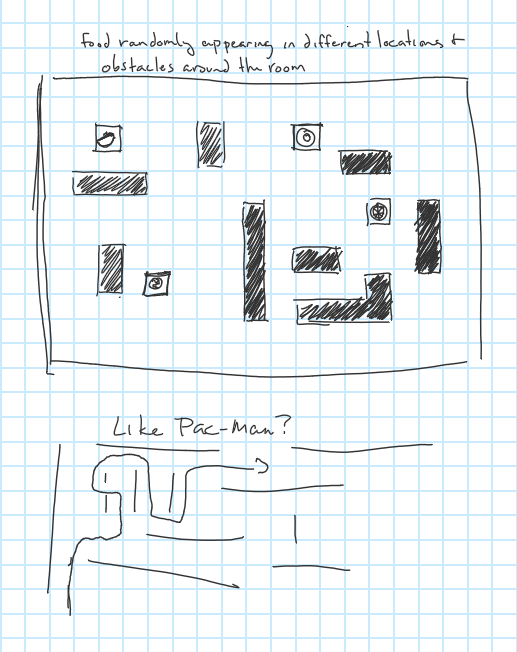 food randomly appearing in different locations +
obstacles around the room
Like Pac-Man?